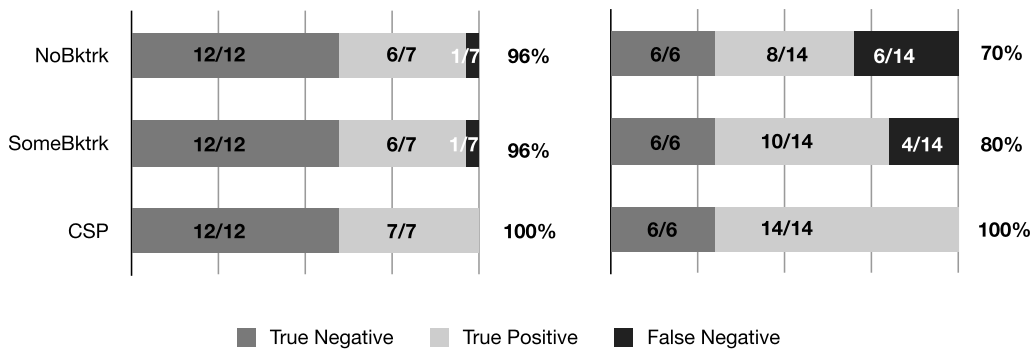 NoBktrk 12/12 6/7 1/7 96% 6/6 8/14 6/14 70%
SomeBktrk 12/12 6/7 1/7 96% 6/6 10/14 4/14 80%
CSP 12/12 7/7 100% 6/6 14/14 100%
True Negative True Positive False Negative